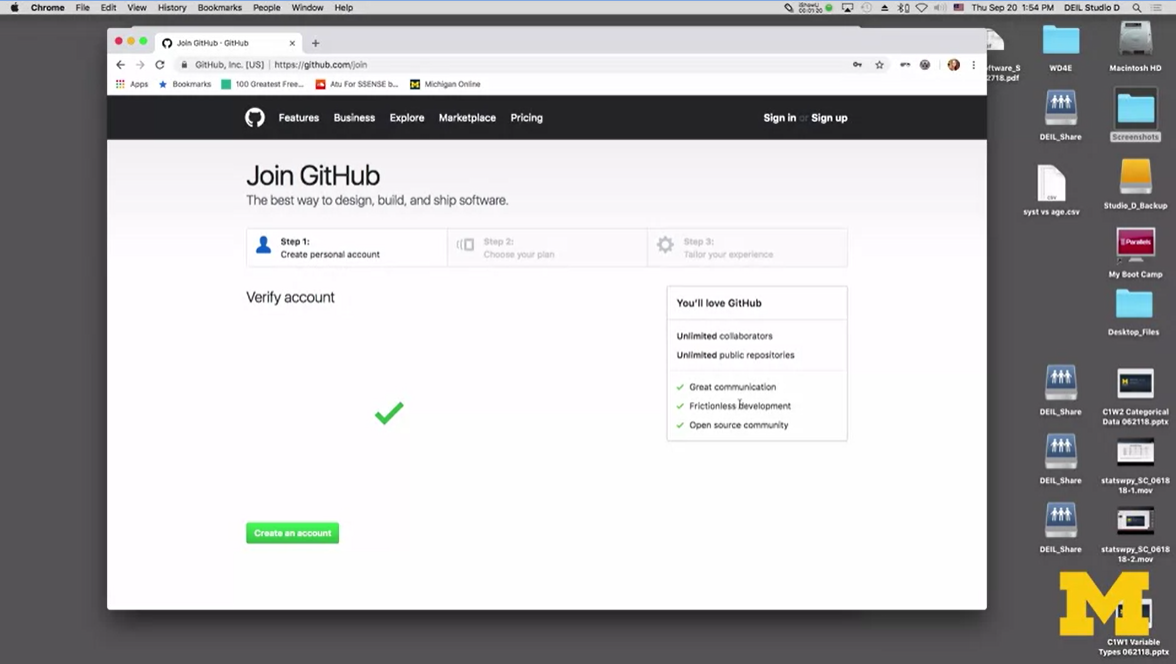 Chrome File Edit View History Bookmarks People Window Help
Thu Sep 20 1:54 PM DEIL Studio D
Join GitHub · GitHub
GitHub, Inc. [US] | https://github.com/join
Apps Bookmarks 100 Greatest Free... Atu For SSENSE b... Michigan Online
Features Business Explore Marketplace Pricing
Sign in or Sign up
Join GitHub
The best way to design, build, and ship software.
Step 1:
Create personal account
Step 2:
Choose your plan
Step 3:
Tailor your experience
Verify account
You'll love GitHub
Unlimited collaborators
Unlimited public repositories
Great communication
Frictionless development
Open source community
Create an account
WD4E
Macintosh HD
DEIL_Share
Screenshots
syst vs age.csv
Studio_D_Backup
Parallels
My Boot Camp
Desktop_Files
DEIL_Share
C1W2 Categorical
Data 062118.pptx
DEIL_Share
statswpy_SC_0618
18-1.mov
DEIL_Share
statswpy_SC_0618
18-2.mov
M
C1W1 Variable
Types 062118.pptx